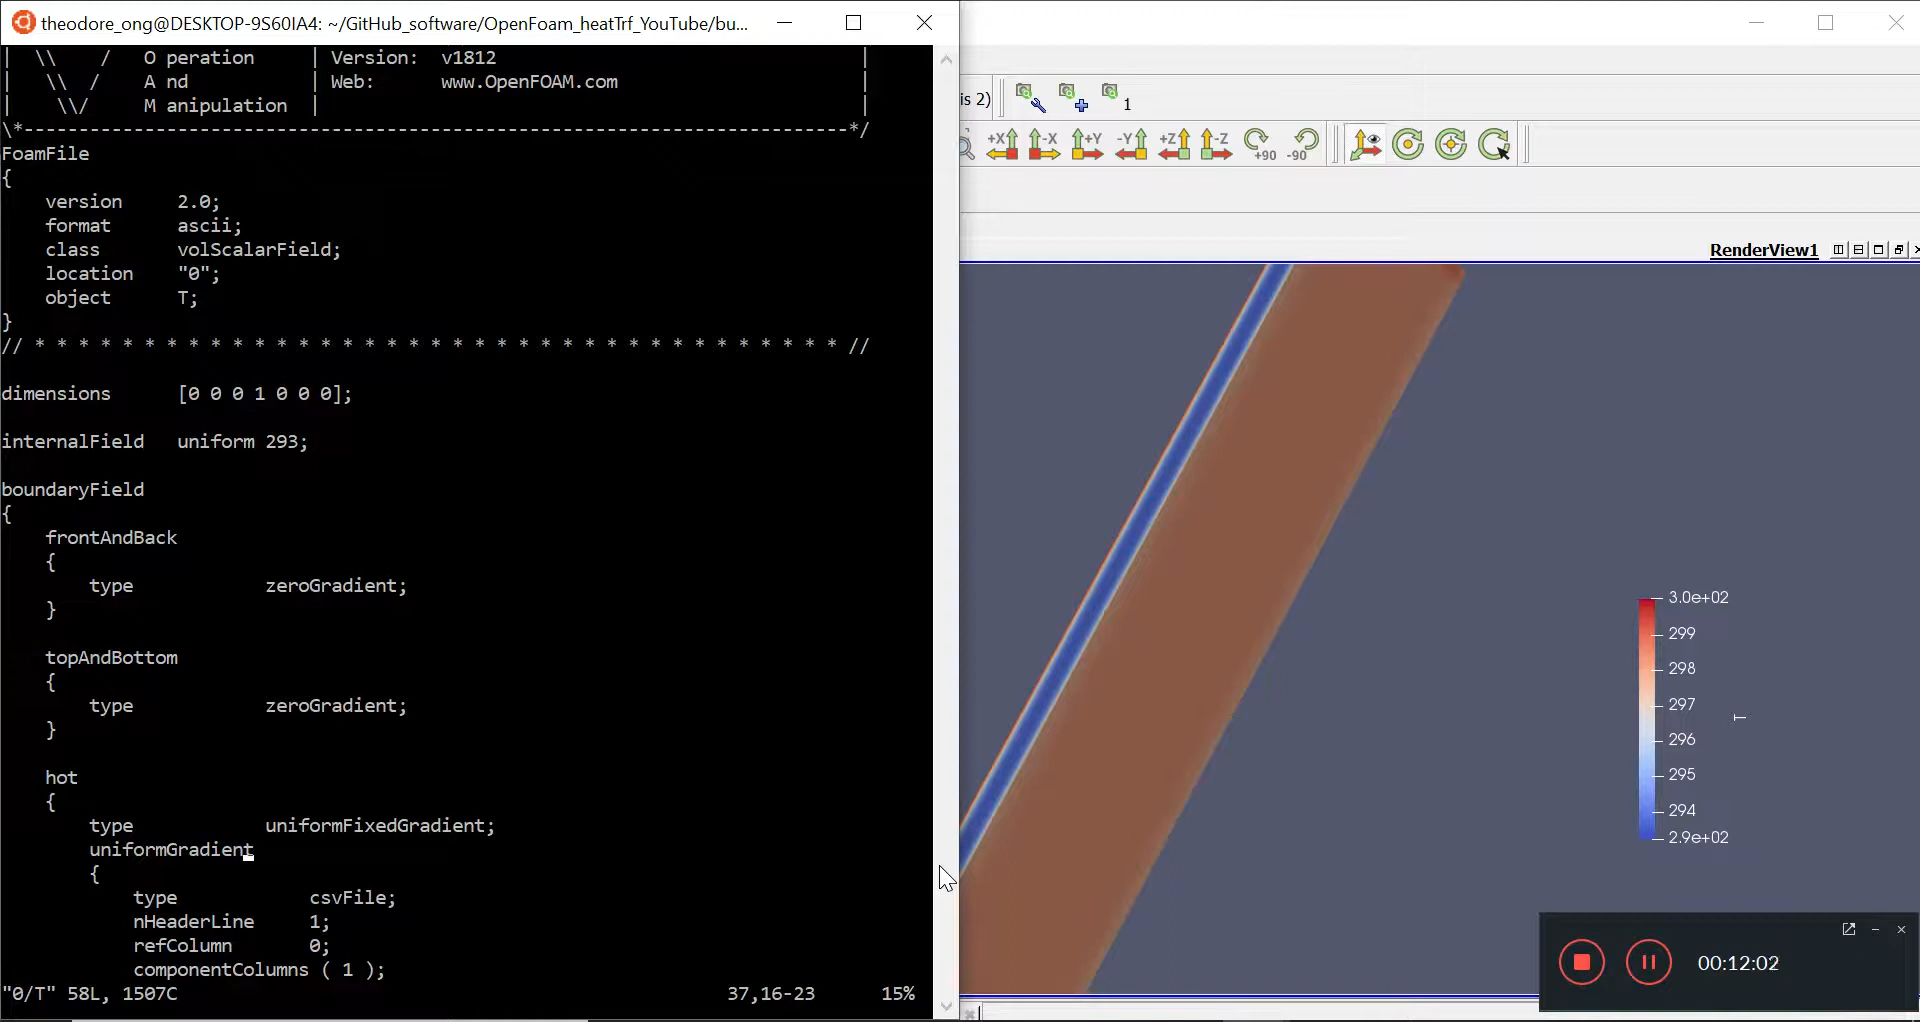 theodore_ong@DESKTOP-9S60IA4: ~/GitHub_software/OpenFoam_heatTrf_YouTube/bu...
|  \\    /   O peration     | Version:  v1812                                  |
|   \\  /    A nd           | Web:      www.OpenFOAM.com                       |
|    \\/     M anipulation  |                                                  |
\*---------------------------------------------------------------------------*/
FoamFile
{
    version     2.0;
    format      ascii;
    class       volScalarField;
    location    "0";
    object      T;
}
// * * * * * * * * * * * * * * * * * * * * * * * * * * * * * * * * * * * * * //
dimensions      [0 0 0 1 0 0 0];
internalField   uniform 293;
boundaryField
{
    frontAndBack
    {
        type            zeroGradient;
    }
    topAndBottom
    {
        type            zeroGradient;
    }
    hot
    {
        type            uniformFixedGradient;
        uniformGradient
        {
            type            csvFile;
            nHeaderLine     1;
            refColumn       0;
            componentColumns ( 1 );
"0/T" 58L, 1507C                                                  37,16-23      15%
is 2)
1
+X -X +Y -Y +Z -Z +90 -90
RenderView1
3.0e+02
299
298
297
296
295
294
2.9e+02
T
00:12:02